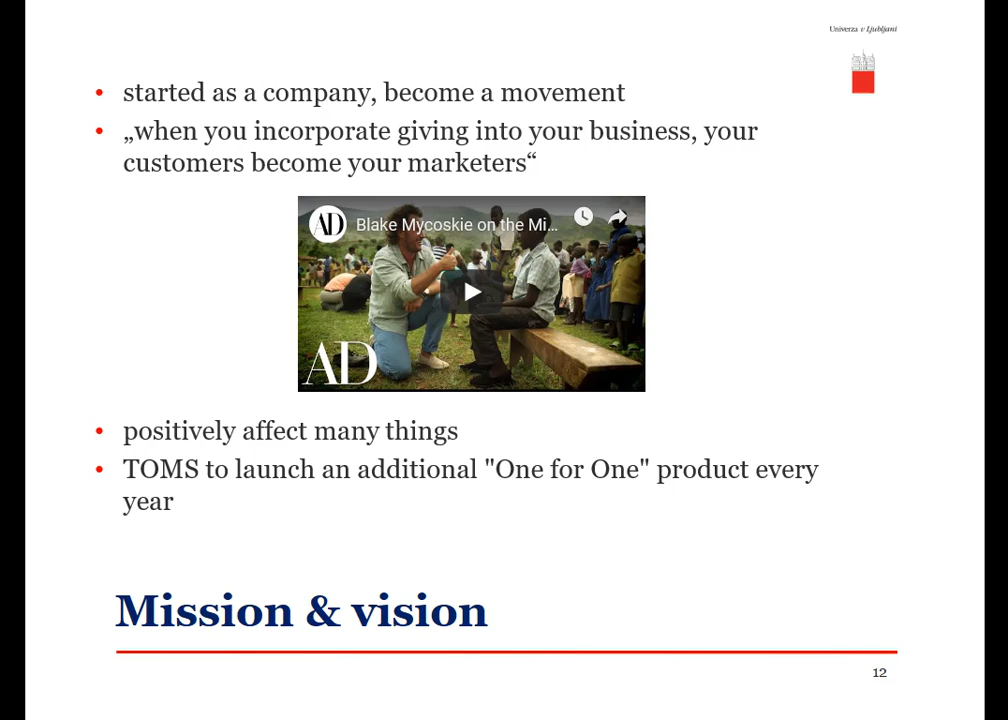 Univerza v Ljubljani
• started as a company, become a movement
• „when you incorporate giving into your business, your
customers become your marketers“
AD Blake Mycoskie on the Mi...
AD
• positively affect many things
• TOMS to launch an additional "One for One" product every
year
Mission & vision
12